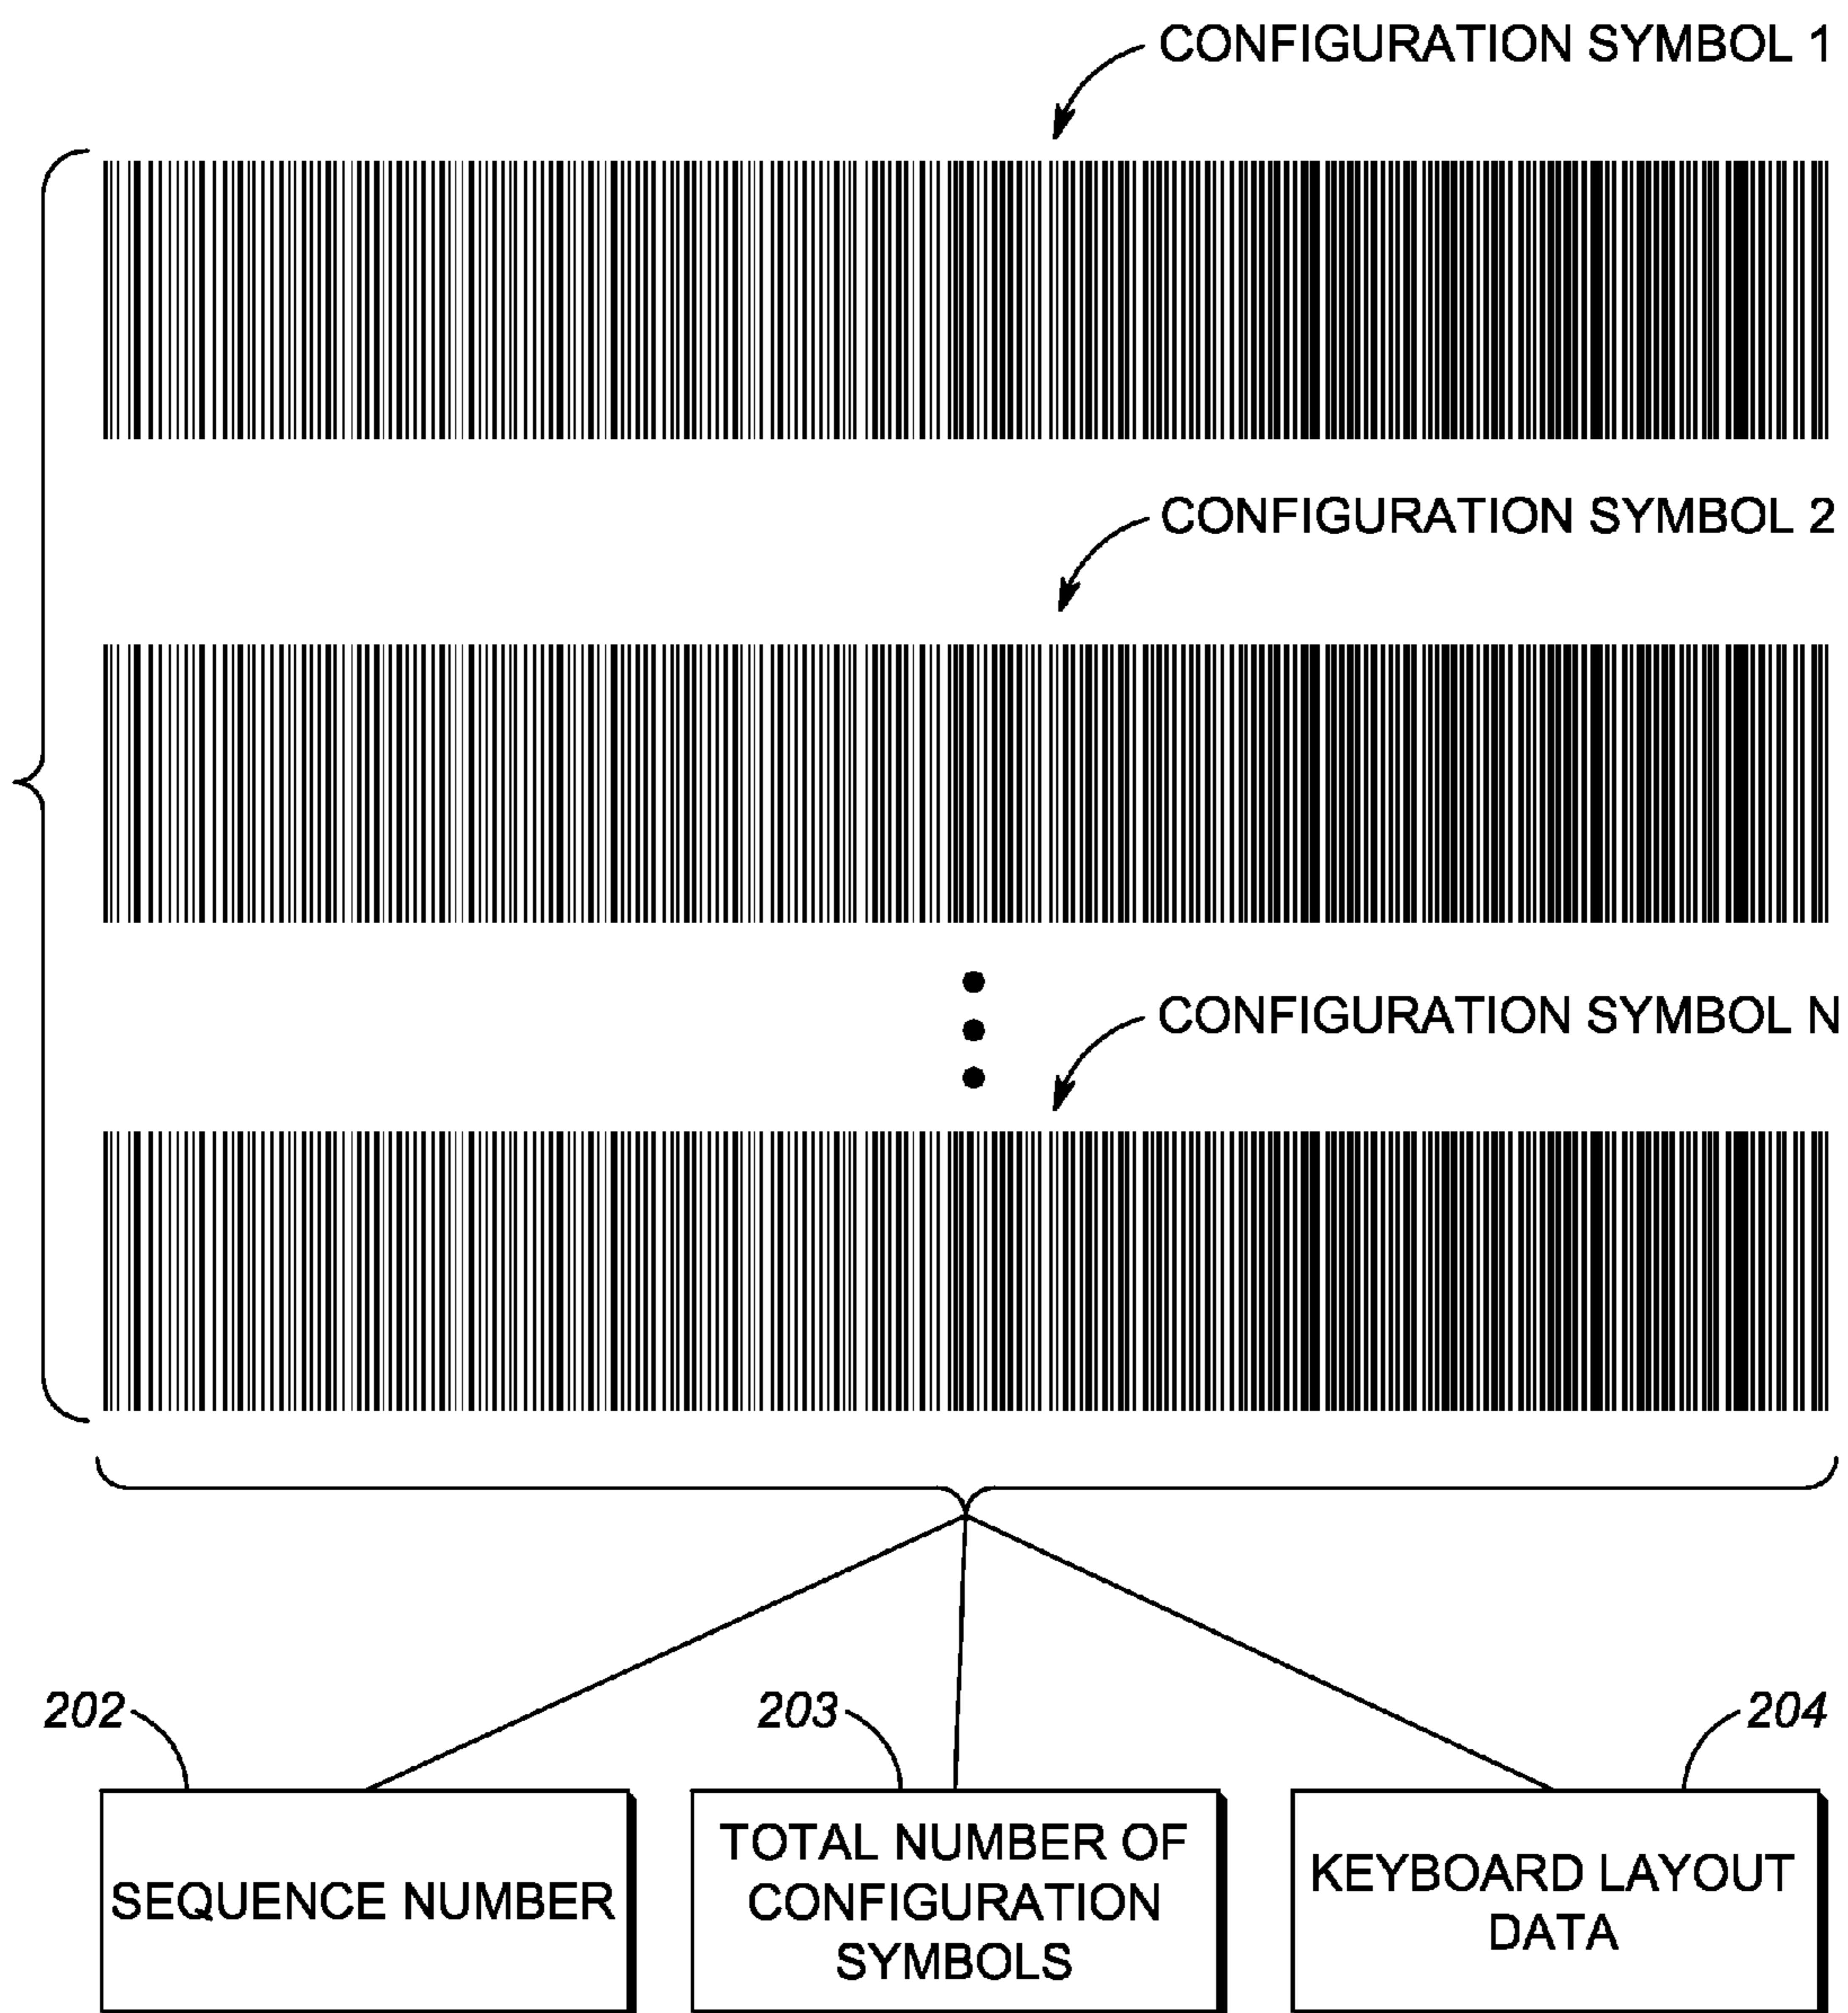 CONFIGURATION SYMBOL 1
CONFIGURATION SYMBOL 2
CONFIGURATION SYMBOL N
202
203
204
SEQUENCE NUMBER
TOTAL NUMBER OF
CONFIGURATION
SYMBOLS
KEYBOARD LAYOUT
DATA